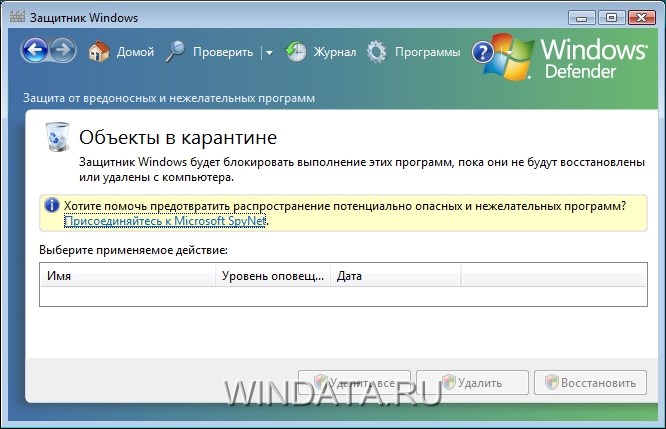 Защитник Windows
Домой Проверить Журнал Программы ?
Windows
Defender
Защита от вредоносных и нежелательных программ
Объекты в карантине
Защитник Windows будет блокировать выполнение этих программ, пока они не будут восстановлены
или удалены с компьютера.
Хотите помочь предотвратить распространение потенциально опасных и нежелательных программ?
Присоединяйтесь к Microsoft SpyNet.
Выберите применяемое действие:
Имя Уровень оповещ... Дата
Удалить все Удалить Восстановить
WINDATA.RU